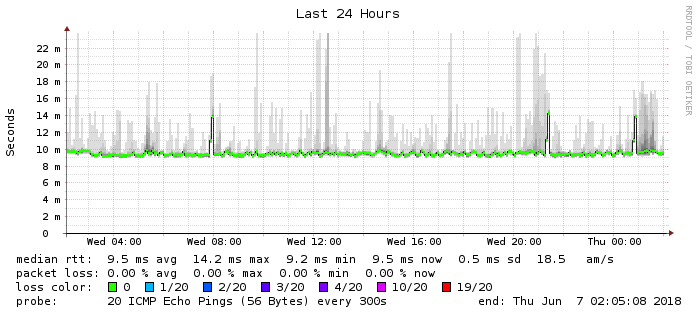 Last 24 Hours
RRDTOOL / TOBI OETIKER
Seconds
22 m
20 m
18 m
16 m
14 m
12 m
10 m
8 m
6 m
4 m
2 m
0
Wed 04:00 Wed 08:00 Wed 12:00 Wed 16:00 Wed 20:00 Thu 00:00
median rtt: 9.5 ms avg 14.2 ms max 9.2 ms min 9.5 ms now 0.5 ms sd 18.5 am/s
packet loss: 0.00 % avg 0.00 % max 0.00 % min 0.00 % now
loss color: 0 1/20 2/20 3/20 4/20 10/20 19/20
probe: 20 ICMP Echo Pings (56 Bytes) every 300s end: Thu Jun 7 02:05:08 2018